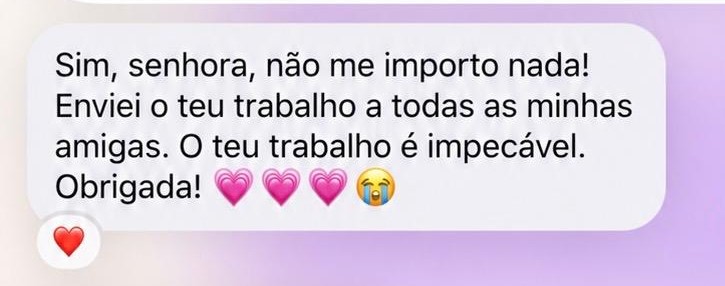 Sim, senhora, não me importo nada!
Enviei o teu trabalho a todas as minhas
amigas. O teu trabalho é impecável.
Obrigada! 💗💗💗😭
❤️